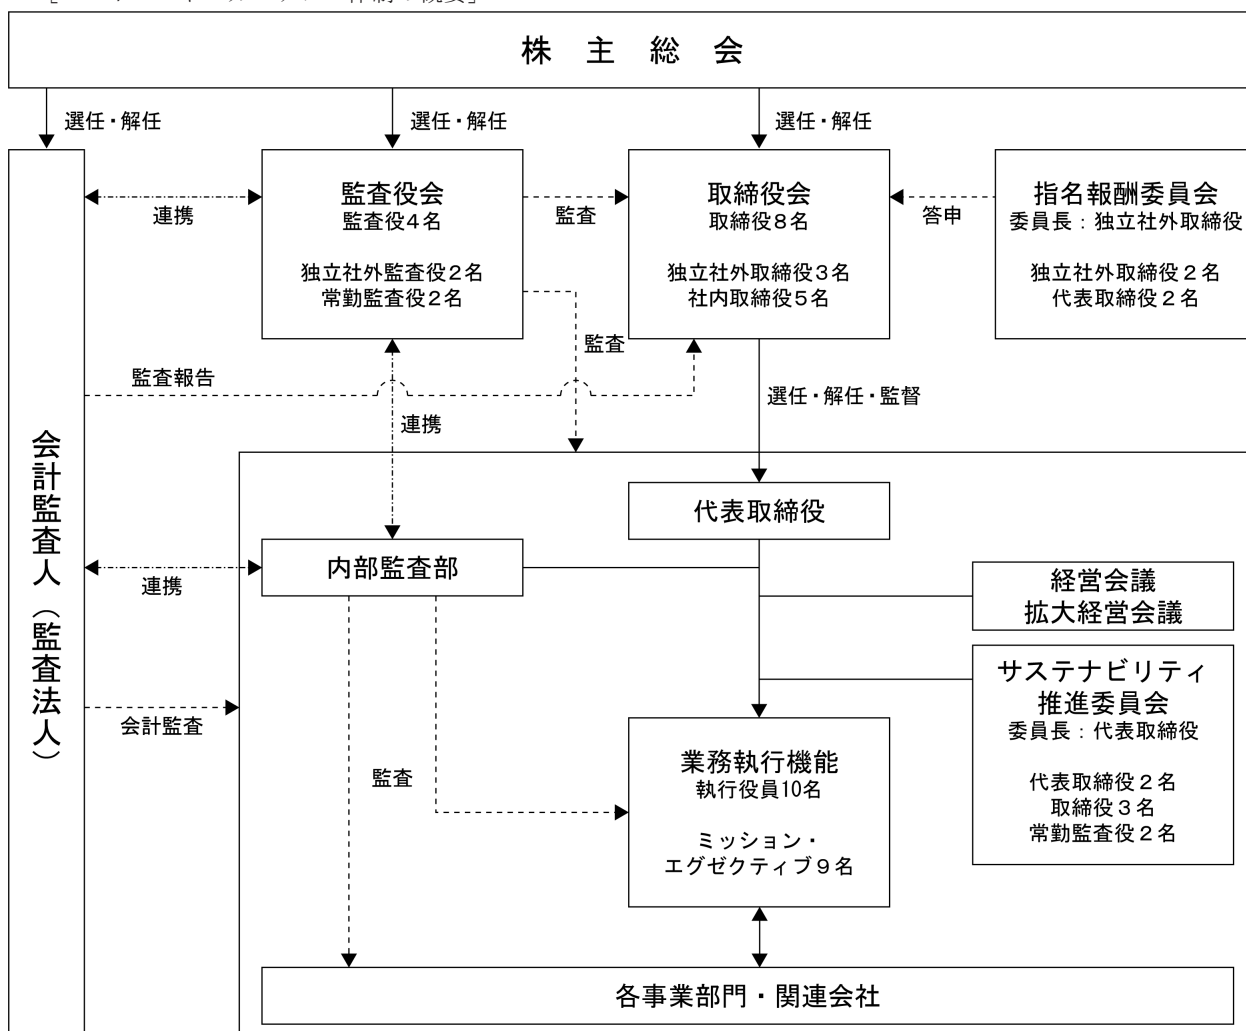 株主総会
選任・解任
選任・解任
選任・解任
監査役会
監査役4名
独立社外監査役2名
常勤監査役2名
取締役会
取締役8名
独立社外取締役3名
社内取締役5名
指名報酬委員会
委員長：独立社外取締役
独立社外取締役２名
代表取締役２名
連携
監査
答申
監査
監査報告
連携
選任・解任・監督
会計監査人（監査法人）
代表取締役
内部監査部
連携
経営会議
拡大経営会議
サステナビリティ
推進委員会
委員長：代表取締役
代表取締役２名
取締役３名
常勤監査役２名
会計監査
監査
業務執行機能
執行役員10名
ミッション・
エグゼクティブ９名
各事業部門・関連会社